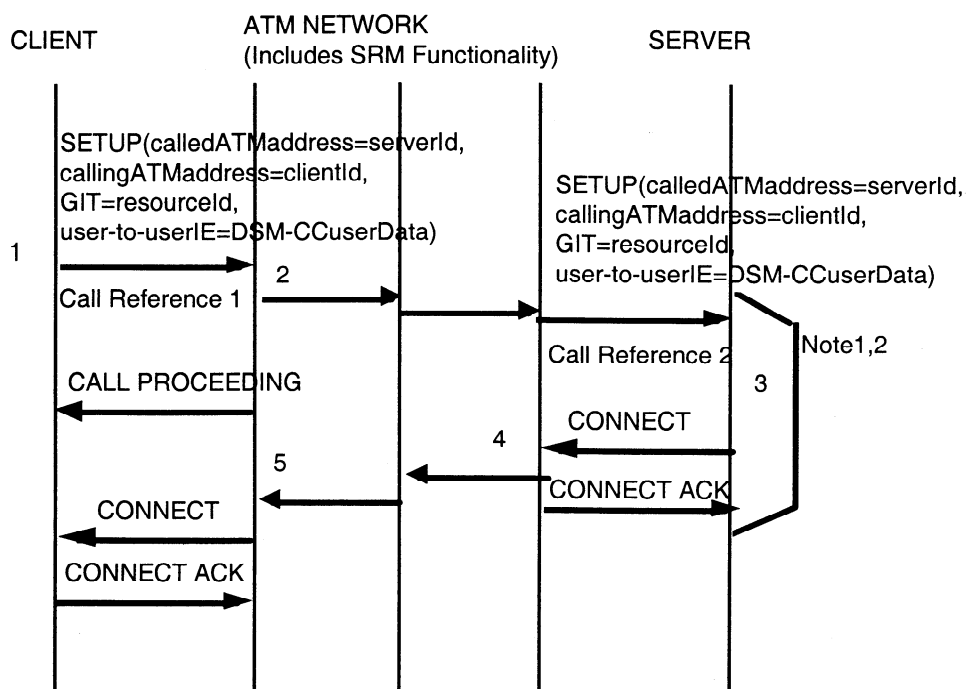 CLIENT
ATM NETWORK
(Includes SRM Functionality)
SERVER
SETUP(calledATMaddress=serverId,
callingATMaddress=clientId,
GIT=resourceId,
user-to-userIE=DSM-CCuserData)
SETUP(calledATMaddress=serverId,
callingATMaddress=clientId,
GIT=resourceId,
user-to-userIE=DSM-CCuserData)
1
2
Call Reference 1
Call Reference 2
Note1,2
CALL PROCEEDING
3
CONNECT
4
5
CONNECT ACK
CONNECT
CONNECT ACK